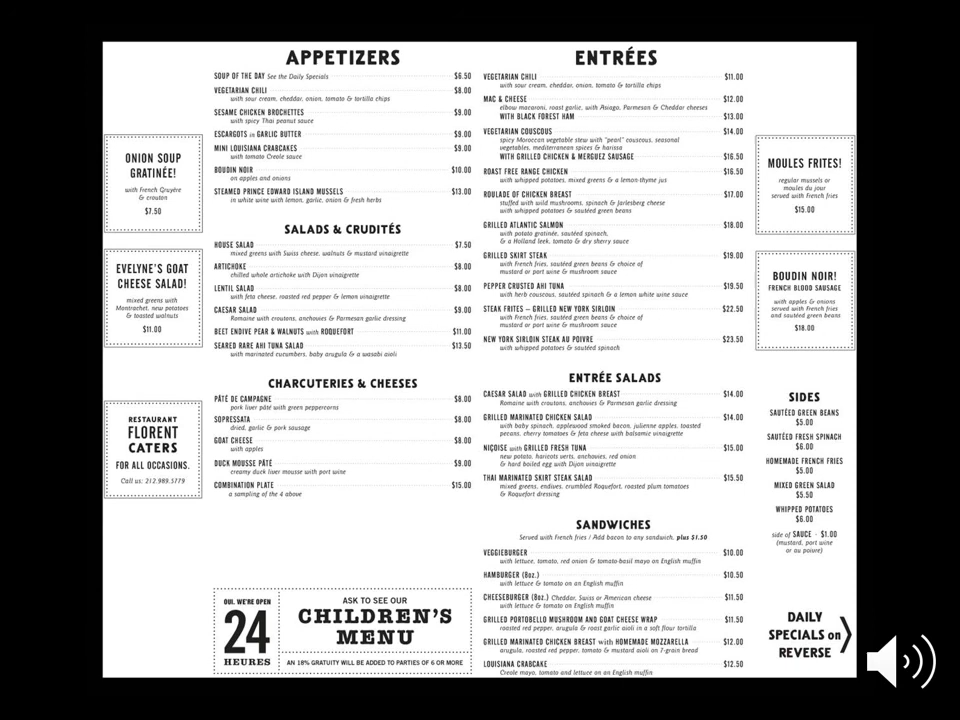 APPETIZERS
SOUP OF THE DAY See the Daily Specials $6.50
VEGETARIAN CHILI $8.00
with sour cream, cheddar, onion, tomato & tortilla chips
SESAME CHICKEN BROCHETTES $9.00
with spicy Thai peanut sauce
ESCARGOTS in GARLIC BUTTER $9.00
MINI LOUISIANA CRABCAKES $9.00
with tomato Creole sauce
BOUDIN NOIR $10.00
on apples and onions
STEAMED PRINCE EDWARD ISLAND MUSSELS $13.00
in white wine with lemon, garlic, onion & fresh herbs
SALADS & CRUDITÉS
HOUSE SALAD $7.50
mixed greens with Swiss cheese, walnuts & mustard vinaigrette
ARTICHOKE $8.00
chilled whole artichoke with Dijon vinaigrette
LENTIL SALAD $8.00
with feta cheese, roasted red pepper & lemon vinaigrette
CAESAR SALAD $9.00
Romaine with croutons, anchovies & Parmesan garlic dressing
BEET ENDIVE PEAR & WALNUTS with ROQUEFORT $11.00
SEARED RARE AHI TUNA SALAD $13.50
with marinated cucumbers, baby arugula & a wasabi aioli
CHARCUTERIES & CHEESES
PÂTÉ DE CAMPAGNE $8.00
pork liver pâté with green peppercorns
SOPRESSATA $8.00
dried, garlic & pork sausage
GOAT CHEESE $8.00
with apples
DUCK MOUSSE PÂTÉ $9.00
creamy duck liver mousse with port wine
COMBINATION PLATE $15.00
a sampling of the 4 above
ONION SOUP
GRATINÉE!
with French Gruyère
& crouton
$7.50
EVELYNE'S GOAT
CHEESE SALAD!
mixed greens with
Montrachet, new potatoes
& toasted walnuts
$11.00
RESTAURANT
FLORENT
CATERS
FOR ALL OCCASIONS.
Call us: 212.989.5779
OUI, WE'RE OPEN
24
HEURES
ASK TO SEE OUR
CHILDREN'S
MENU
AN 18% GRATUITY WILL BE ADDED TO PARTIES OF 6 OR MORE
ENTRÉES
VEGETARIAN CHILI $11.00
with sour cream, cheddar, onion, tomato & tortilla chips
MAC & CHEESE $12.00
elbow macaroni, roast garlic, with Asiago, Parmesan & Cheddar cheeses
WITH BLACK FOREST HAM $13.00
VEGETARIAN COUSCOUS $14.00
spicy Moroccan vegetable stew with "pearl" couscous, seasonal
vegetables, mediterranean spices & harissa
WITH GRILLED CHICKEN & MERGUEZ SAUSAGE $16.50
ROAST FREE RANGE CHICKEN $16.50
with whipped potatoes, mixed greens & a lemon-thyme jus
ROULADE OF CHICKEN BREAST $17.00
stuffed with wild mushrooms, spinach & Jarlesberg cheese
with whipped potatoes & sautéed green beans
GRILLED ATLANTIC SALMON $18.00
with potato gratinée, sautéed spinach,
& a Holland leek, tomato & dry sherry sauce
GRILLED SKIRT STEAK $19.00
with French fries, sautéed green beans & choice of
mustard or port wine & mushroom sauce
PEPPER CRUSTED AHI TUNA $19.50
with herb couscous, sautéed spinach & a lemon white wine sauce
STEAK FRITES – GRILLED NEW YORK SIRLOIN $22.50
with French fries, sautéed green beans & choice of
mustard or port wine & mushroom sauce
NEW YORK SIRLOIN STEAK AU POIVRE $23.50
with whipped potatoes & sautéed spinach
ENTRÉE SALADS
CAESAR SALAD with GRILLED CHICKEN BREAST $14.00
Romaine with croutons, anchovies & Parmesan garlic dressing
GRILLED MARINATED CHICKEN SALAD $14.00
with baby spinach, applewood smoked bacon, julienne apples, toasted
pecans, cherry tomatoes & feta cheese with balsamic vinaigrette
NIÇOISE with GRILLED FRESH TUNA $15.00
new potato, haricots verts, anchovies, red onion
& hard boiled egg with Dijon vinaigrette
THAI MARINATED SKIRT STEAK SALAD $15.50
mixed greens, endives, crumbled Roquefort, roasted plum tomatoes
& Roquefort dressing
SANDWICHES
Served with French fries / Add bacon to any sandwich, plus $1.50
VEGGIEBURGER $10.00
with lettuce, tomato, red onion & tomato-basil mayo on English muffin
HAMBURGER (8oz.) $10.50
with lettuce & tomato on an English muffin
CHEESEBURGER (8oz.) Cheddar, Swiss or American cheese $11.50
with lettuce & tomato on English muffin
GRILLED PORTOBELLO MUSHROOM AND GOAT CHEESE WRAP $11.50
roasted red pepper, arugula & roast garlic aioli in a soft flour tortilla
GRILLED MARINATED CHICKEN BREAST with HOMEMADE MOZZARELLA $12.00
arugula, roasted red pepper, tomato & mustard aioli on 7-grain bread
LOUISIANA CRABCAKE $12.50
Creole mayo, tomato and lettuce on an English muffin
MOULES FRITES!
regular mussels or
moules du jour
served with French fries
$15.00
BOUDIN NOIR!
FRENCH BLOOD SAUSAGE
with apples & onions
served with French fries
and sautéed green beans
$18.00
SIDES
SAUTÉED GREEN BEANS
$5.00
SAUTÉED FRESH SPINACH
$6.00
HOMEMADE FRENCH FRIES
$5.00
MIXED GREEN SALAD
$5.50
WHIPPED POTATOES
$6.00
side of SAUCE · $1.00
(mustard, port wine
or au poivre)
DAILY
SPECIALS on
REVERSE